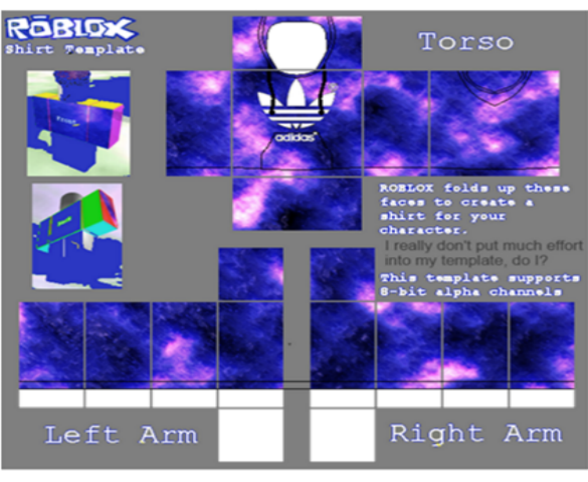 ROBLOX
Shirt Template
Torso
adidas
ROBLOX folds up these
faces to create a
shirt for your
character.
I really don't put much effort
into my template, do I?
This template supports
8-bit alpha channels
Left Arm
Right Arm